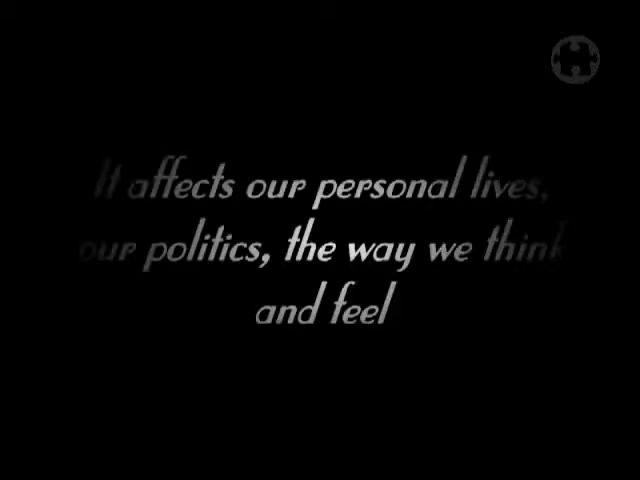 It affects our personal lives,
our politics, the way we think
and feel